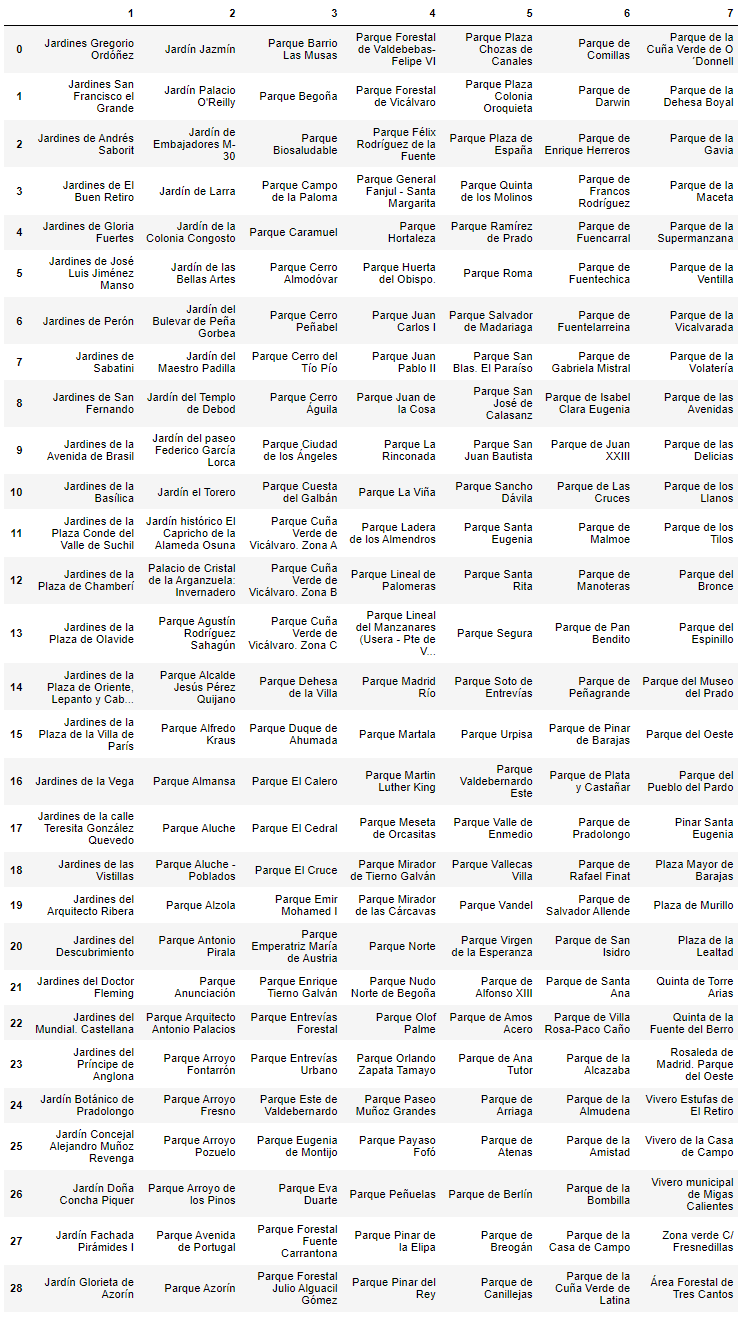 1 2 3 4 5 6 7
0 Jardines Gregorio Ordóñez Jardín Jazmín Parque Barrio Las Musas Parque Forestal de Valdebebas-Felipe VI Parque Plaza Chozas de Canales Parque de Comillas Parque de la Cuña Verde de O´Donnell
1 Jardines San Francisco el Grande Jardín Palacio O'Reilly Parque Begoña Parque Forestal de Vicálvaro Parque Plaza Colonia Oroquieta Parque de Darwin Parque de la Dehesa Boyal
2 Jardines de Andrés Saborit Jardín de Embajadores M-30 Parque Biosaludable Parque Félix Rodríguez de la Fuente Parque Plaza de España Parque de Enrique Herreros Parque de la Gavia
3 Jardines de El Buen Retiro Jardín de Larra Parque Campo de la Paloma Parque General Fanjul - Santa Margarita Parque Quinta de los Molinos Parque de Francos Rodríguez Parque de la Maceta
4 Jardines de Gloria Fuertes Jardín de la Colonia Congosto Parque Caramuel Parque Hortaleza Parque Ramírez de Prado Parque de Fuencarral Parque de la Supermanzana
5 Jardines de José Luis Jiménez Manso Jardín de las Bellas Artes Parque Cerro Almodóvar Parque Huerta del Obispo. Parque Roma Parque de Fuentechica Parque de la Ventilla
6 Jardines de Perón Jardín del Bulevar de Peña Gorbea Parque Cerro Peñabel Parque Juan Carlos I Parque Salvador de Madariaga Parque de Fuentelarreina Parque de la Vicalvarada
7 Jardines de Sabatini Jardín del Maestro Padilla Parque Cerro del Tío Pío Parque Juan Pablo II Parque San Blas. El Paraíso Parque de Gabriela Mistral Parque de la Volatería
8 Jardines de San Fernando Jardín del Templo de Debod Parque Cerro Águila Parque Juan de la Cosa Parque San José de Calasanz Parque de Isabel Clara Eugenia Parque de las Avenidas
9 Jardines de la Avenida de Brasil Jardín del paseo Federico García Lorca Parque Ciudad de los Ángeles Parque La Rinconada Parque San Juan Bautista Parque de Juan XXIII Parque de las Delicias
10 Jardines de la Basílica Jardín el Torero Parque Cuesta del Galbán Parque La Viña Parque Sancho Dávila Parque de Las Cruces Parque de los Llanos
11 Jardines de la Plaza Conde del Valle de Suchil Jardín histórico El Capricho de la Alameda Osuna Parque Cuña Verde de Vicálvaro. Zona A Parque Ladera de los Almendros Parque Santa Eugenia Parque de Malmoe Parque de los Tilos
12 Jardines de la Plaza de Chamberí Palacio de Cristal de la Arganzuela: Invernadero Parque Cuña Verde de Vicálvaro. Zona B Parque Lineal de Palomeras Parque Santa Rita Parque de Manoteras Parque del Bronce
13 Jardines de la Plaza de Olavide Parque Agustín Rodríguez Sahagún Parque Cuña Verde de Vicálvaro. Zona C Parque Lineal del Manzanares (Usera - Pte de V... Parque Segura Parque de Pan Bendito Parque del Espinillo
14 Jardines de la Plaza de Oriente, Lepanto y Cab... Parque Alcalde Jesús Pérez Quijano Parque Dehesa de la Villa Parque Madrid Río Parque Soto de Entrevías Parque de Peñagrande Parque del Museo del Prado
15 Jardines de la Plaza de la Villa de París Parque Alfredo Kraus Parque Duque de Ahumada Parque Martala Parque Urpisa Parque de Pinar de Barajas Parque del Oeste
16 Jardines de la Vega Parque Almansa Parque El Calero Parque Martin Luther King Parque Valdebernardo Este Parque de Plata y Castañar Parque del Pueblo del Pardo
17 Jardines de la calle Teresita González Quevedo Parque Aluche Parque El Cedral Parque Meseta de Orcasitas Parque Valle de Enmedio Parque de Pradolongo Pinar Santa Eugenia
18 Jardines de las Vistillas Parque Aluche - Poblados Parque El Cruce Parque Mirador de Tierno Galván Parque Vallecas Villa Parque de Rafael Finat Plaza Mayor de Barajas
19 Jardines del Arquitecto Ribera Parque Alzola Parque Emir Mohamed I Parque Mirador de las Cárcavas Parque Vandel Parque de Salvador Allende Plaza de Murillo
20 Jardines del Descubrimiento Parque Antonio Pirala Parque Emperatriz María de Austria Parque Norte Parque Virgen de la Esperanza Parque de San Isidro Plaza de la Lealtad
21 Jardines del Doctor Fleming Parque Anunciación Parque Enrique Tierno Galván Parque Nudo Norte de Begoña Parque de Alfonso XIII Parque de Santa Ana Quinta de Torre Arias
22 Jardines del Mundial. Castellana Parque Arquitecto Antonio Palacios Parque Entrevías Forestal Parque Olof Palme Parque de Amos Acero Parque de Villa Rosa-Paco Caño Quinta de la Fuente del Berro
23 Jardines del Príncipe de Anglona Parque Arroyo Fontarrón Parque Entrevías Urbano Parque Orlando Zapata Tamayo Parque de Ana Tutor Parque de la Alcazaba Rosaleda de Madrid. Parque del Oeste
24 Jardín Botánico de Pradolongo Parque Arroyo Fresno Parque Este de Valdebernardo Parque Paseo Muñoz Grandes Parque de Arriaga Parque de la Almudena Vivero Estufas de El Retiro
25 Jardín Concejal Alejandro Muñoz Revenga Parque Arroyo Pozuelo Parque Eugenia de Montijo Parque Payaso Fofó Parque de Atenas Parque de la Amistad Vivero de la Casa de Campo
26 Jardín Doña Concha Piquer Parque Arroyo de los Pinos Parque Eva Duarte Parque Peñuelas Parque de Berlín Parque de la Bombilla Vivero municipal de Migas Calientes
27 Jardín Fachada Pirámides I Parque Avenida de Portugal Parque Forestal Fuente Carrantona Parque Pinar de la Elipa Parque de Breogán Parque de la Casa de Campo Zona verde C/ Fresnedillas
28 Jardín Glorieta de Azorín Parque Azorín Parque Forestal Julio Alguacil Gómez Parque Pinar del Rey Parque de Canillejas Parque de la Cuña Verde de Latina Área Forestal de Tres Cantos